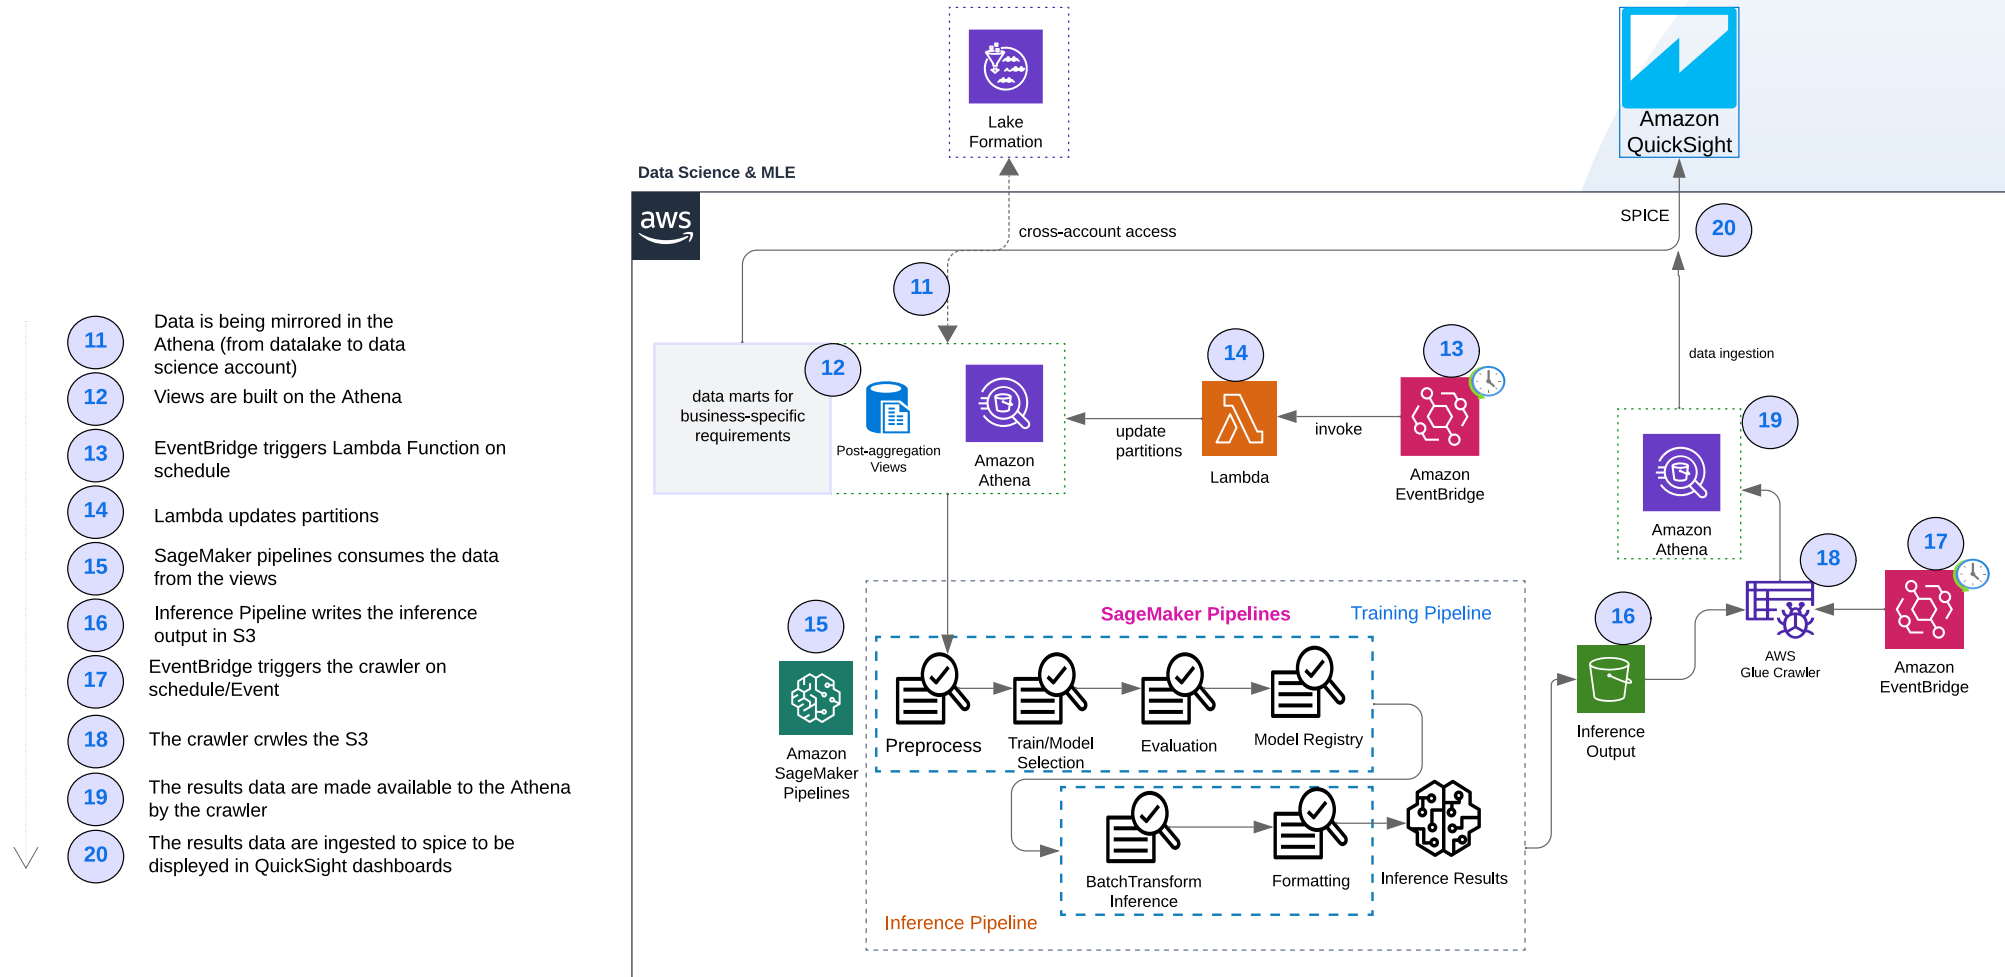 Lake
Formation
Amazon
QuickSight
Data Science & MLE
aws
SPICE
20
cross-account access
11
11
Data is being mirrored in the
Athena (from datalake to data
science account)
12
Views are built on the Athena
13
EventBridge triggers Lambda Function on
schedule
14
Lambda updates partitions
15
SageMaker pipelines consumes the data
from the views
16
Inference Pipeline writes the inference
output in S3
17
EventBridge triggers the crawler on
schedule/Event
18
The crawler crwles the S3
19
The results data are made available to the Athena
by the crawler
20
The results data are ingested to spice to be
displeyed in QuickSight dashboards
data marts for
business-specific
requirements
12
Post-aggregation
Views
Amazon
Athena
update
partitions
14
Lambda
invoke
13
Amazon
EventBridge
data ingestion
19
Amazon
Athena
18
AWS
Glue Crawler
17
Amazon
EventBridge
15
Amazon
SageMaker
Pipelines
SageMaker Pipelines
Training Pipeline
Preprocess
Train/Model
Selection
Evaluation
Model Registry
BatchTransform
Inference
Formatting
Inference Results
Inference Pipeline
16
Inference
Output